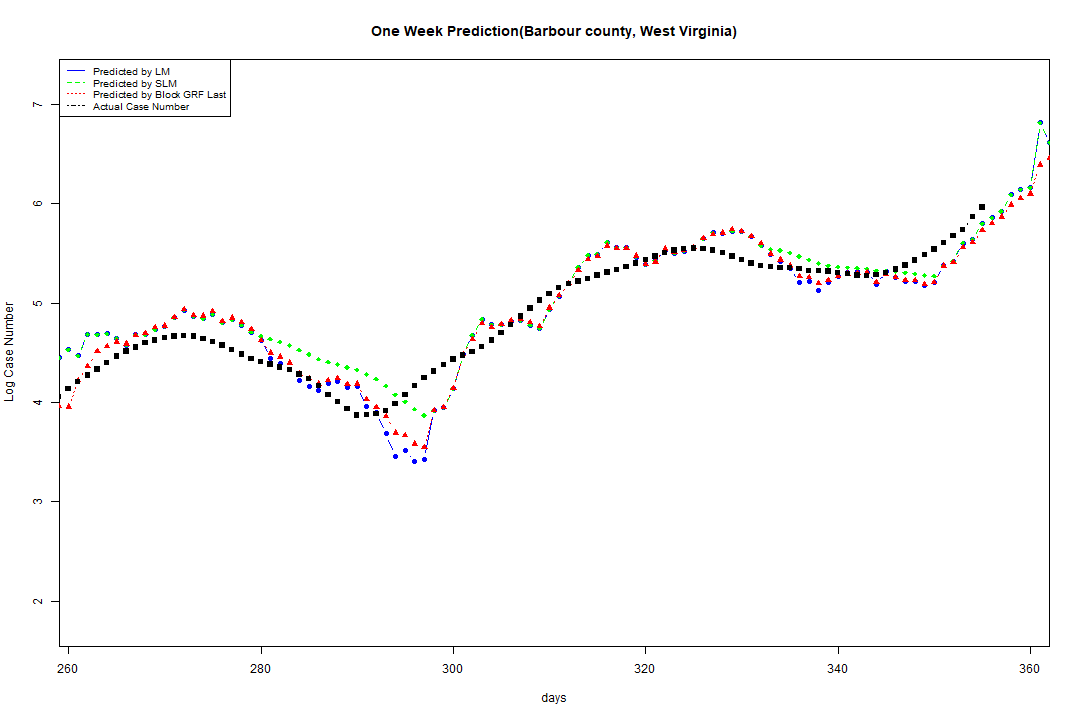 One Week Prediction(Barbour county, West Virginia)
Predicted by LM
Predicted by SLM
Predicted by Block GRF Last
Actual Case Number
7
6
5
4
3
2
Log Case Number
260
280
300
320
340
360
days